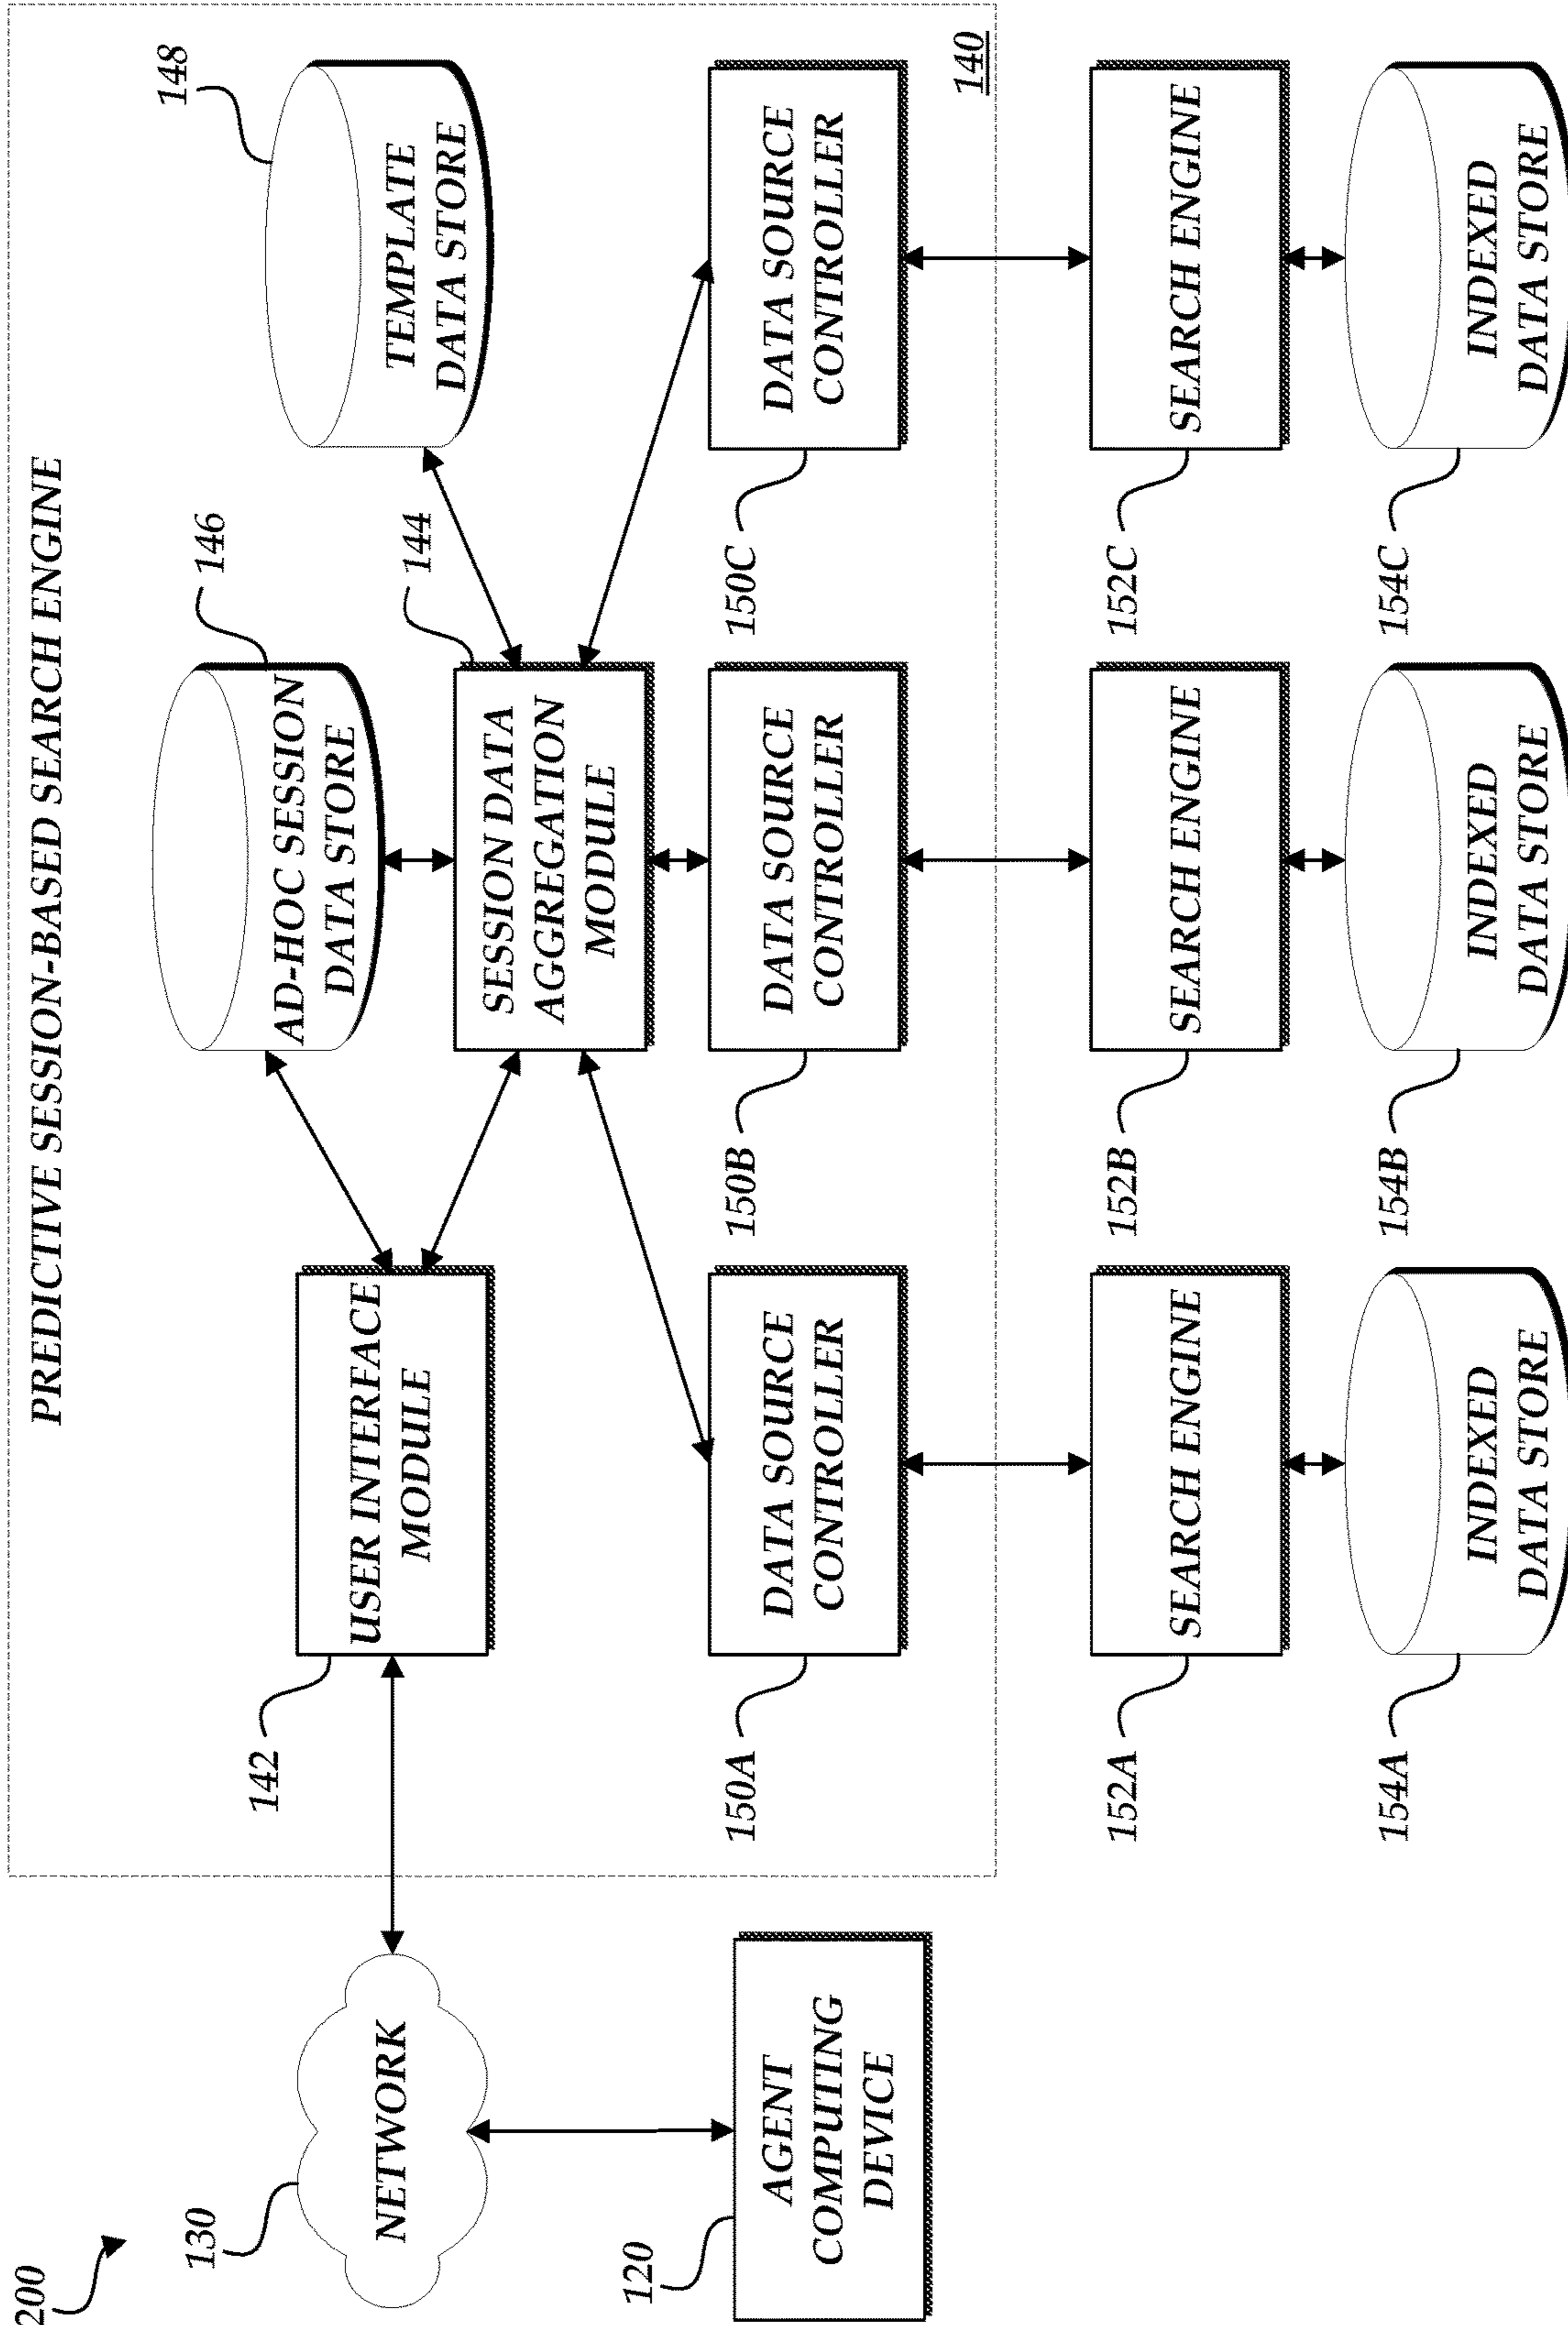 200
PREDICTIVE SESSION-BASED SEARCH ENGINE
130
NETWORK
120
AGENT
COMPUTING
DEVICE
142
USER INTERFACE
MODULE
146
AD-HOC SESSION
DATA STORE
148
TEMPLATE
DATA STORE
144
SESSION DATA
AGGREGATION
MODULE
150A
DATA SOURCE
CONTROLLER
150B
DATA SOURCE
CONTROLLER
150C
DATA SOURCE
CONTROLLER
140
152A
SEARCH ENGINE
152B
SEARCH ENGINE
152C
SEARCH ENGINE
154A
INDEXED
DATA STORE
154B
INDEXED
DATA STORE
154C
INDEXED
DATA STORE